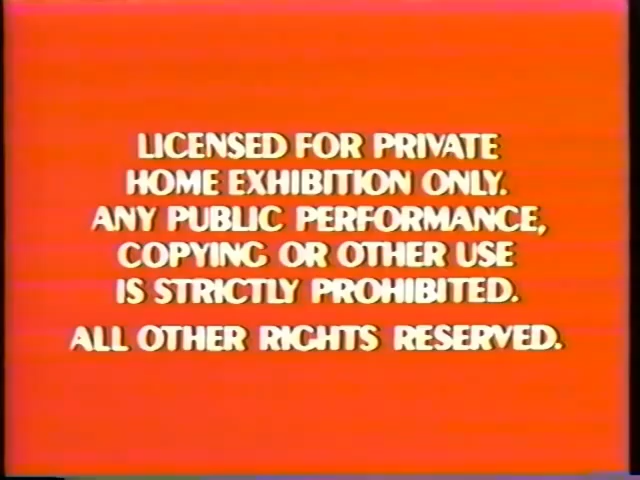 LICENSED FOR PRIVATE
HOME EXHIBITION ONLY.
ANY PUBLIC PERFORMANCE,
COPYING OR OTHER USE
IS STRICTLY PROHIBITED.
ALL OTHER RIGHTS RESERVED.